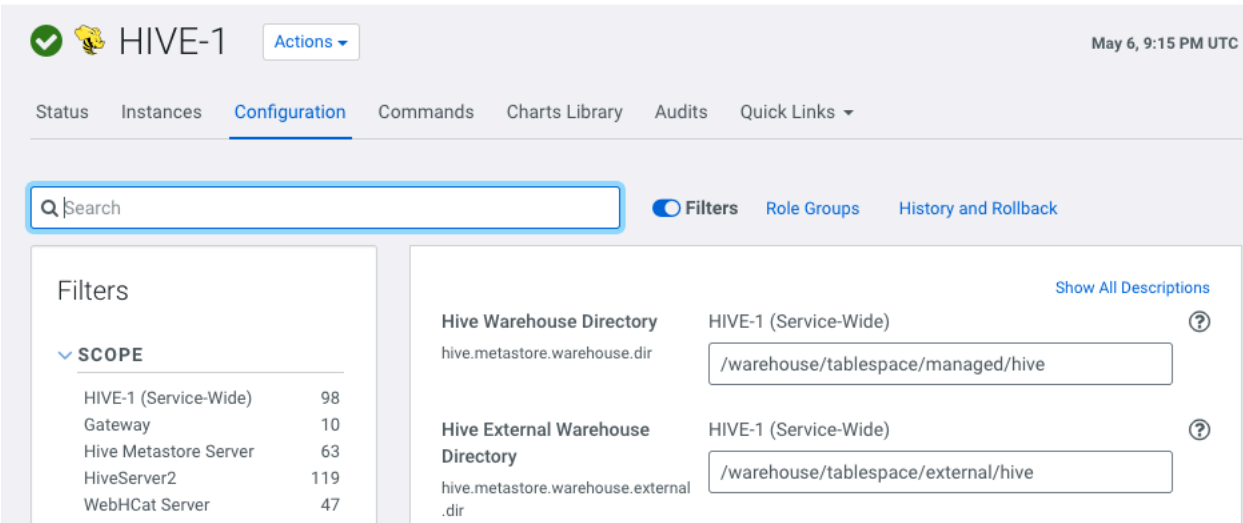 HIVE-1 Actions May 6, 9:15 PM UTC
Status Instances Configuration Commands Charts Library Audits Quick Links
Search Filters Role Groups History and Rollback
Filters
SCOPE
HIVE-1 (Service-Wide) 98
Gateway 10
Hive Metastore Server 63
HiveServer2 119
WebHCat Server 47
Show All Descriptions
Hive Warehouse Directory HIVE-1 (Service-Wide)
hive.metastore.warehouse.dir /warehouse/tablespace/managed/hive
Hive External Warehouse HIVE-1 (Service-Wide)
Directory /warehouse/tablespace/external/hive
hive.metastore.warehouse.external
.dir